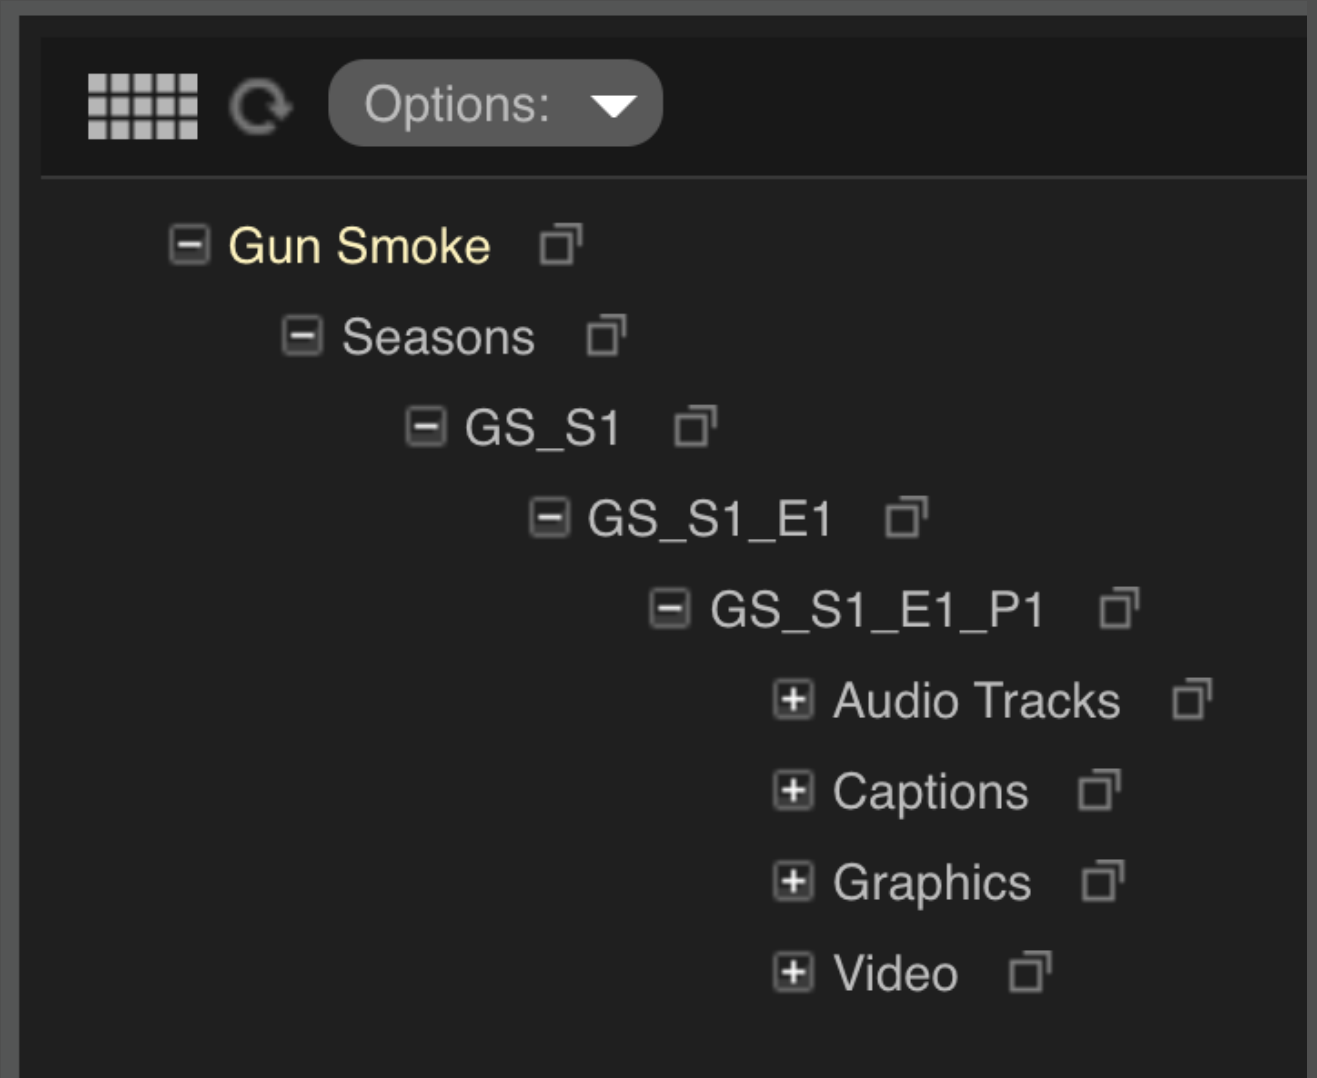 Options:
Gun Smoke
Seasons
GS_S1
GS_S1_E1
GS_S1_E1_P1
Audio Tracks
Captions
Graphics
Video